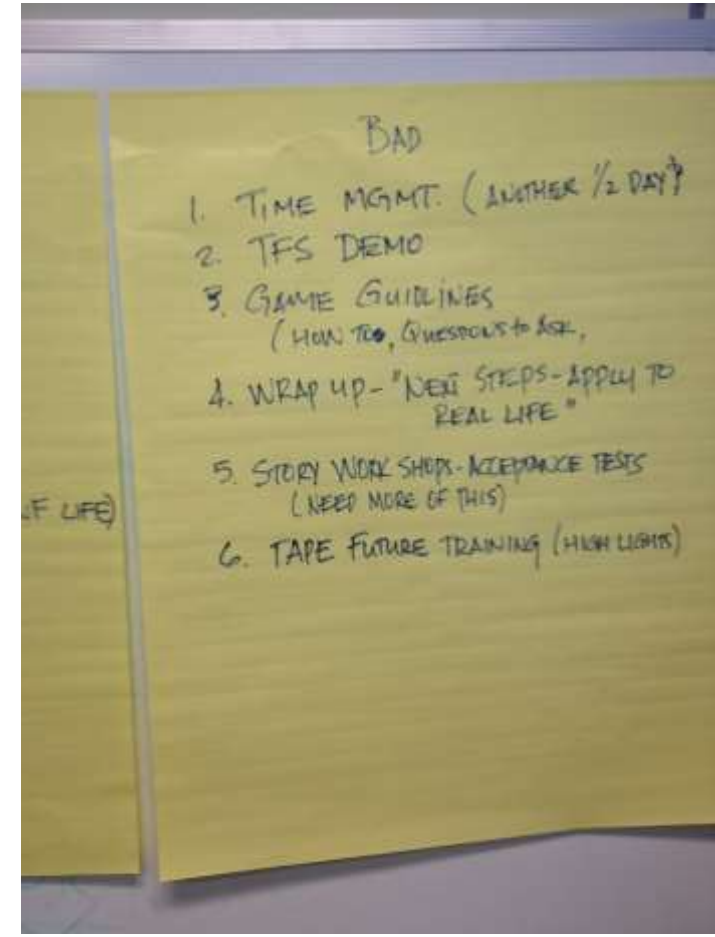 BAD
1. TIME MGMT. (ANOTHER 1/2 DAY?)
2. TFS DEMO
3. GAME GUIDLINES
(HOW TOO, QUESTIONS to ASK,
4. WRAP UP - "NEXT STEPS - APPLY TO
REAL LIFE"
5. STORY WORK SHOPS - ACCEPTANCE TESTS
(NEED MORE OF THIS)
6. TAPE FUTURE TRAINING (HIGH LIGHTS)
F LIFE)